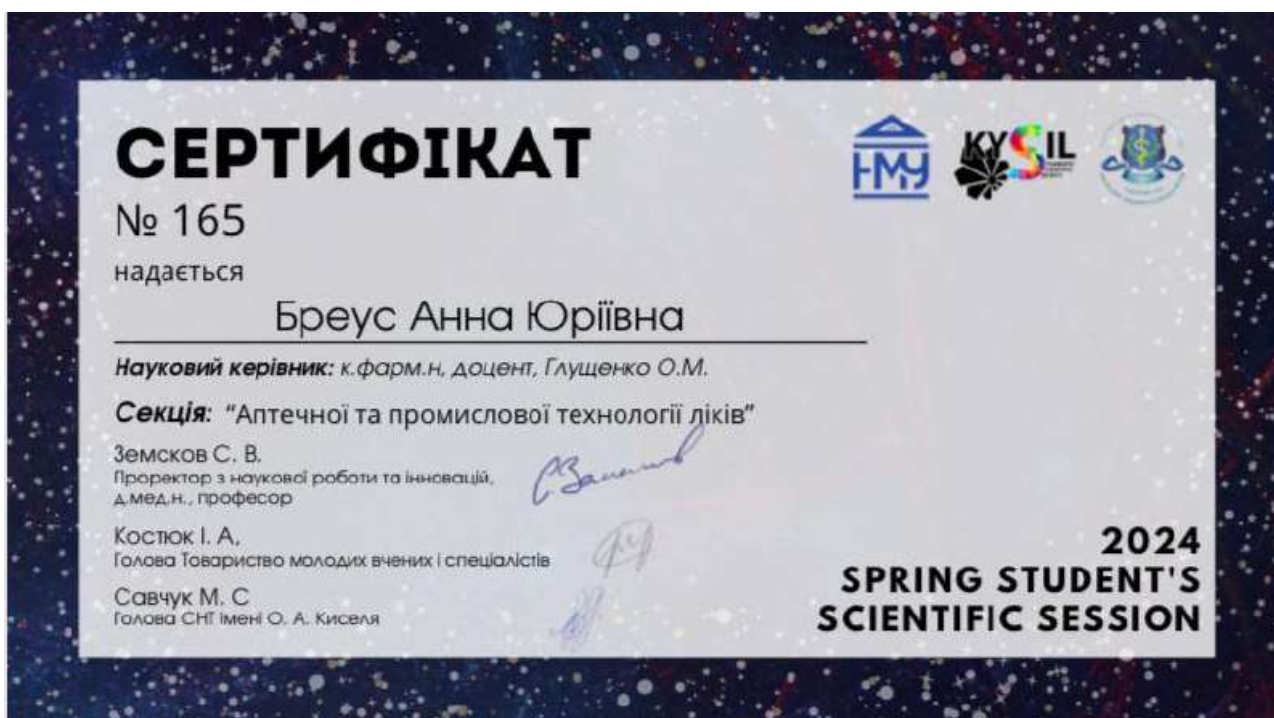 СЕРТИФІКАТ
№ 165
надається
Бреус Анна Юріївна
Науковий керівник: к.фарм.н, доцент, Глущенко О.М.
Секція: “Аптечної та промислової технології ліків”
Земсков С. В.
Проректор з наукової роботи та інновацій,
д.мед.н., професор
Костюк І. А,
Голова Товариство молодих вчених і спеціалістів
Савчук М. С
Голова СНТ імені О. А. Киселя
НМУ
KYSIL
2024
SPRING STUDENT'S
SCIENTIFIC SESSION